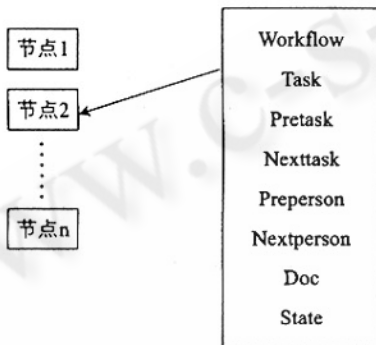 节点1
节点2
节点n
Workflow
Task
Pretask
Nexttask
Preperson
Nextperson
Doc
State